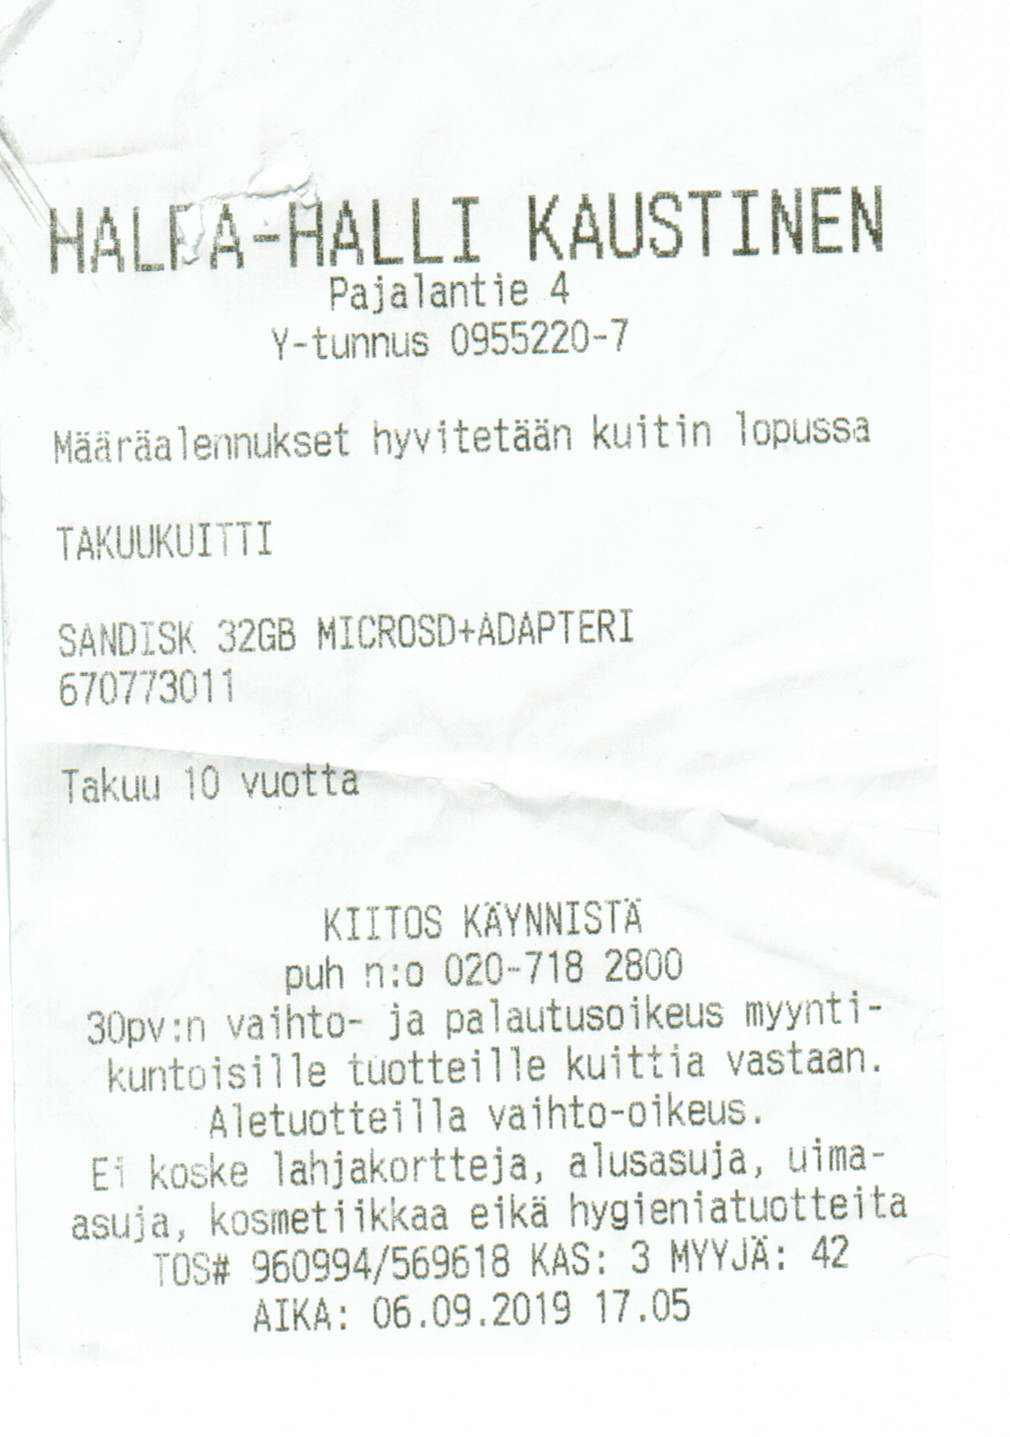 HALPA-HALLI KAUSTINEN
Pajalantie 4
Y-tunnus 0955220-7
Määräalennukset hyvitetään kuitin lopussa
TAKUUKUITTI
SANDISK 32GB MICROSD+ADAPTERI
670773011
Takuu 10 vuotta
KIITOS KÄYNNISTÄ
puh n:o 020-718 2800
30pv:n vaihto- ja palautusoikeus myynti-
kuntoisille tuotteille kuittia vastaan.
Aletuotteilla vaihto-oikeus.
Ei koske lahjakortteja, alusasuja, uima-
asuja, kosmetiikkaa eikä hygieniatuotteita
TOS# 960994/569618 KAS: 3 MYYJÄ: 42
AIKA: 06.09.2019 17.05